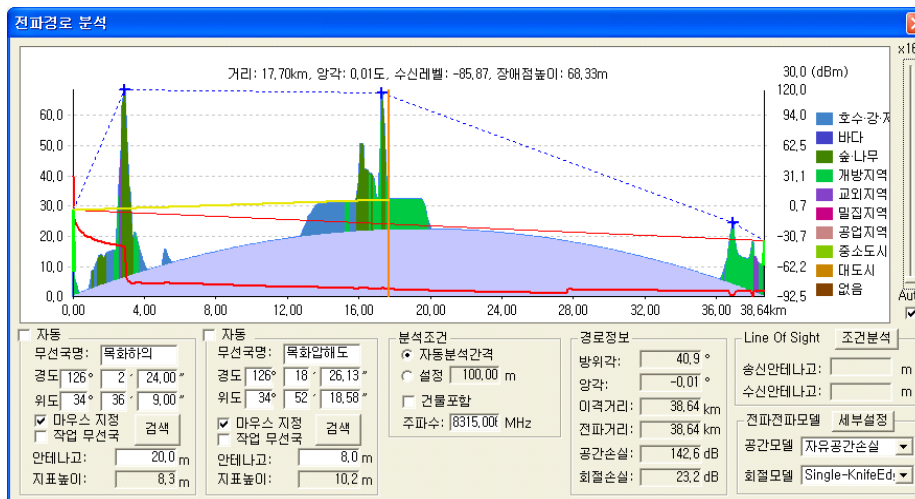 전파경로 분석
거리: 17,70km, 앙각: 0,01도, 수신레벨: -85,87, 장애점높이: 68,33m
x16
30,0 (dBm)
60,0
50,0
40,0
30,0
20,0
10,0
0,0
120,0
94,0
62,5
31,1
0,7
-30,7
-62,2
-92,5
호수·강·저
바다
숲·나무
개방지역
교외지역
밀집지역
공업지역
중소도시
대도시
없음
0,00 4,00 8,00 12,00 16,00 20,00 24,00 28,00 32,00 36,00 38,64km
Aut
자동
무선국명: 목화하의
경도 126° 2 ' 24,00 "
위도 34° 36 ' 9,00 "
마우스 지정
작업 무선국
검색
안테나고: 20,0 m
지표높이: 8,3 m
자동
무선국명: 목화압해도
경도 126° 18 ' 26,13 "
위도 34° 52 ' 18,58 "
마우스 지정
작업 무선국
검색
안테나고: 8,0 m
지표높이: 10,2 m
분석조건
자동분석간격
설정 100,00 m
건물포함
주파수: 8315,00 MHz
경로정보
방위각: 40,9 °
앙각: -0,01 °
이격거리: 38,64 km
전파거리: 38,64 km
공간손실: 142,6 dB
회절손실: 23,2 dB
Line Of Sight 조건분석
송신안테나고: m
수신안테나고: m
전파전파모델 세부설정
공간모델 자유공간손실
회절모델 Single-KnifeEd